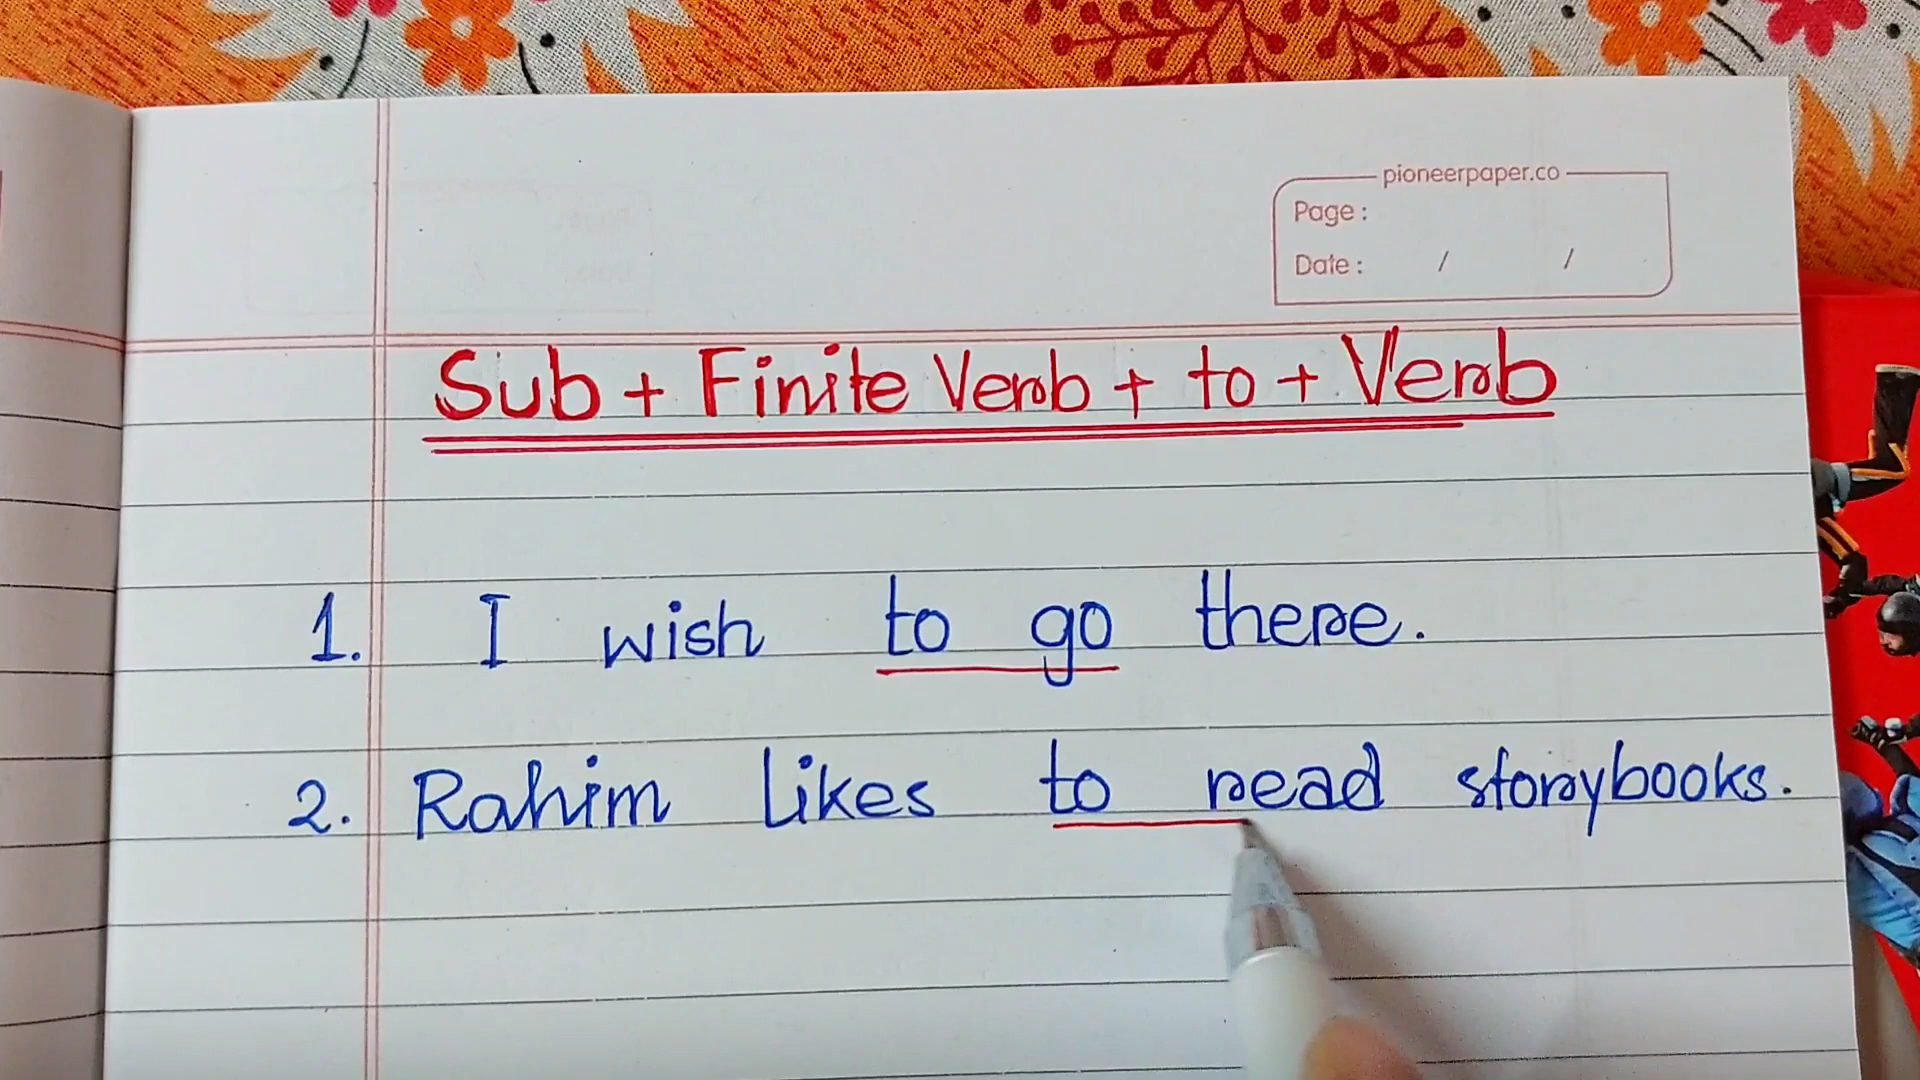 pioneerpaper.co
Page :
Date : / /
Sub + Finite Verb + to + Verb
1. I wish to go there.
2. Rahim likes to read storybooks.